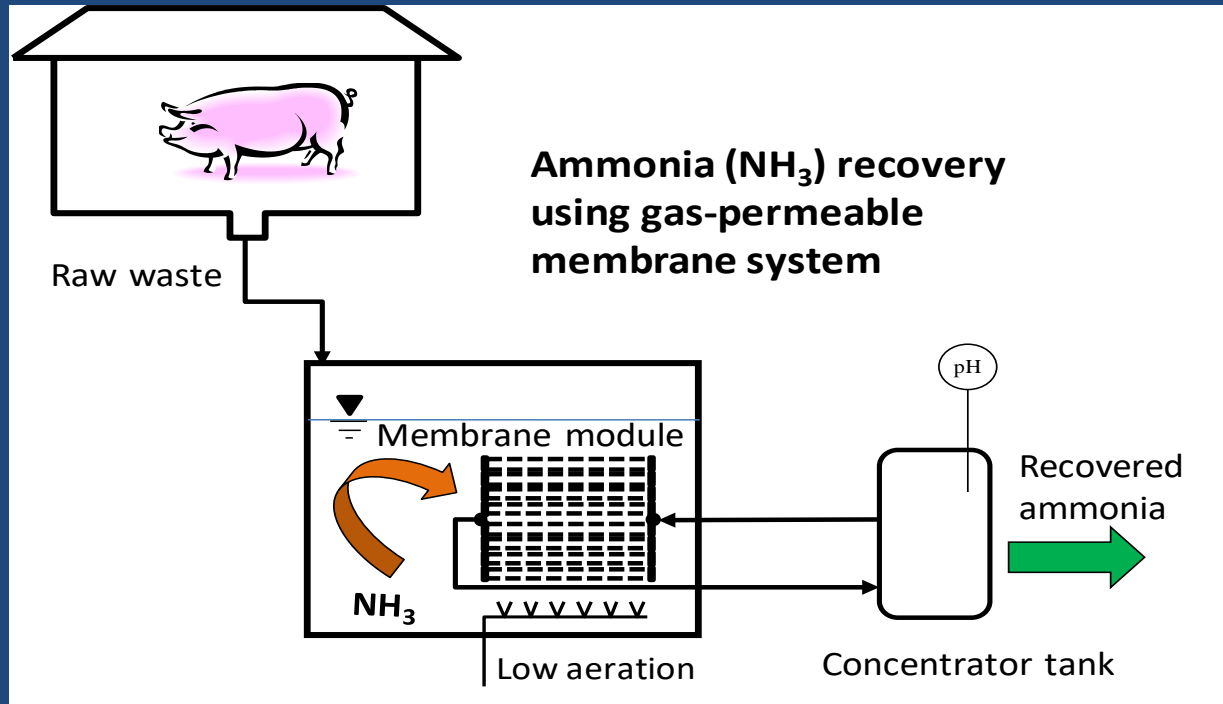 Ammonia (NH₃) recovery
using gas-permeable
membrane system
Raw waste
pH
Membrane module
Recovered
ammonia
NH₃
Low aeration
Concentrator tank